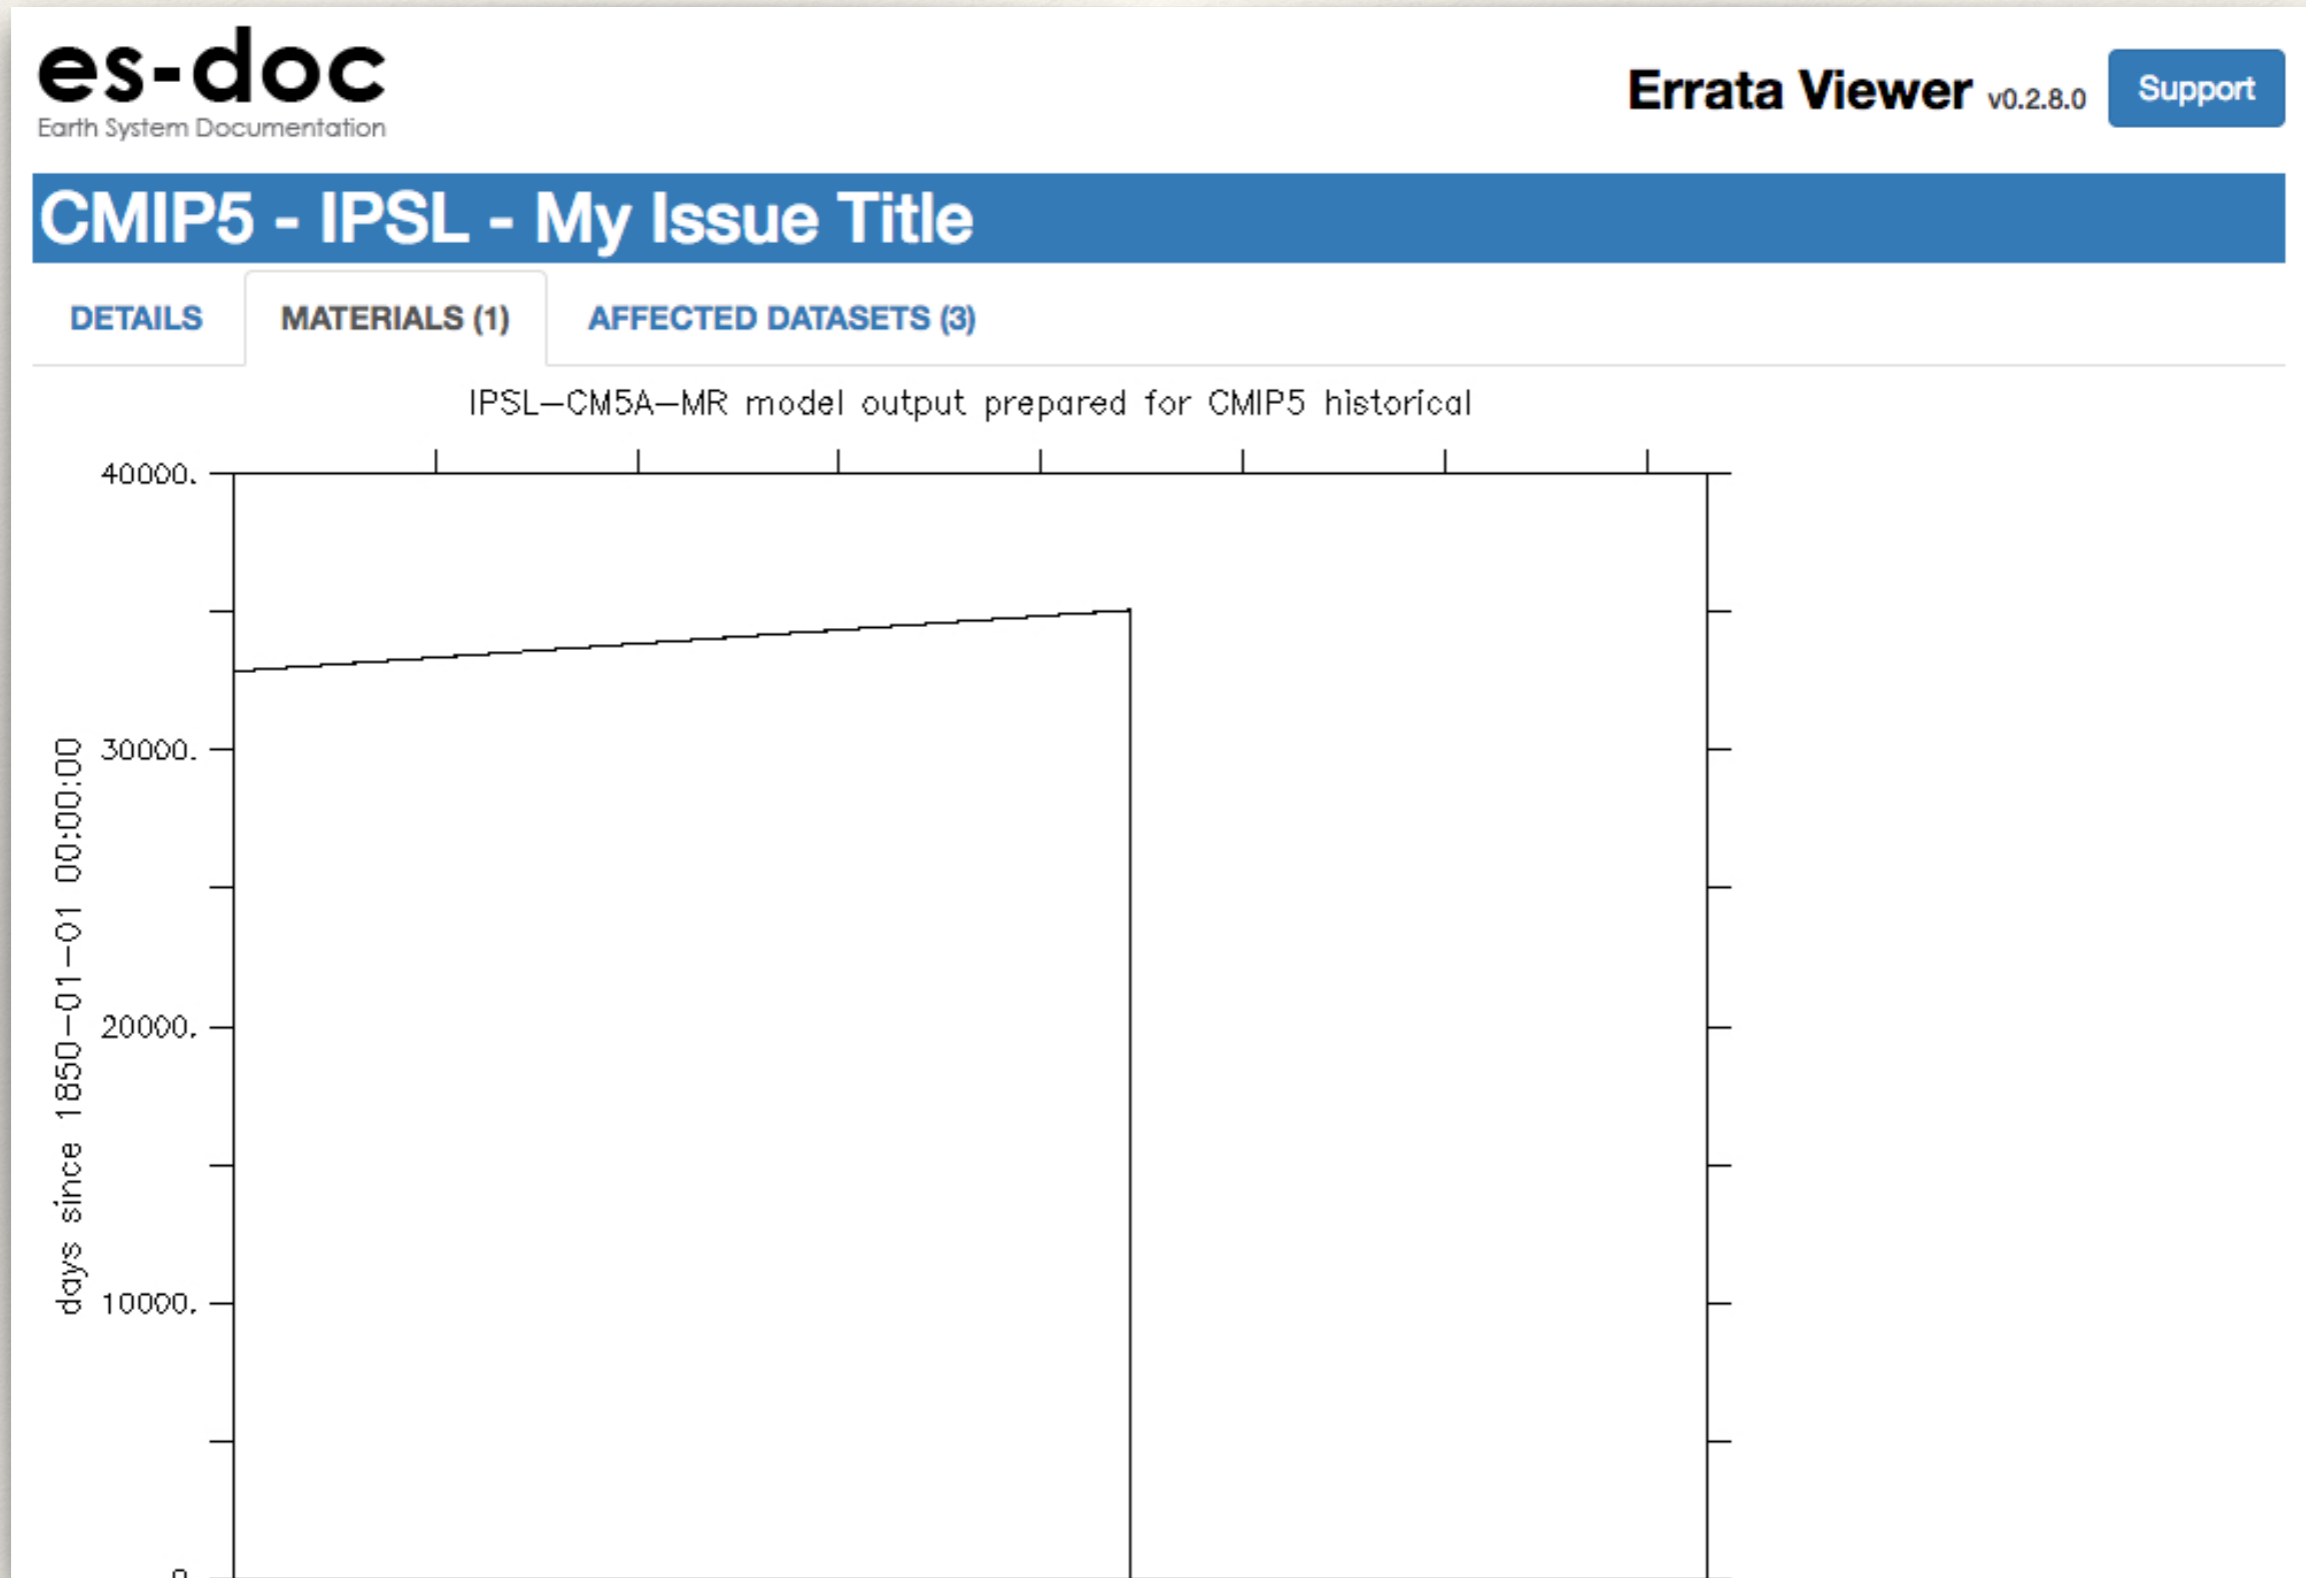 es-doc
Earth System Documentation
Errata Viewer v0.2.8.0 Support
CMIP5 - IPSL - My Issue Title
DETAILS MATERIALS (1) AFFECTED DATASETS (3)
IPSL-CM5A-MR model output prepared for CMIP5 historical
40000.
30000.
20000.
10000.
days since 1850-01-01 00:00:00